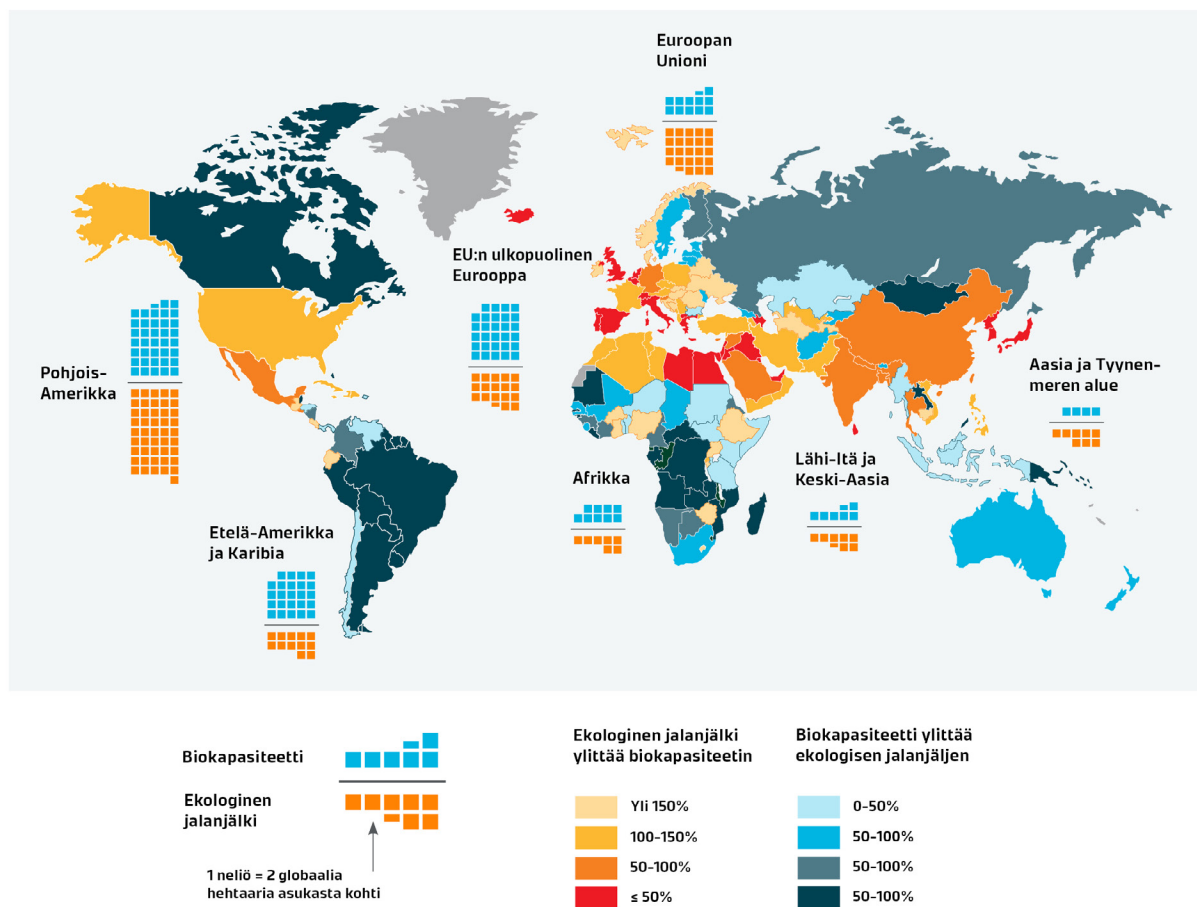 Euroopan
Unioni
EU:n ulkopuolinen
Eurooppa
Pohjois-
Amerikka
Aasia ja Tyynen-
meren alue
Afrikka
Lähi-Itä ja
Keski-Aasia
Etelä-Amerikka
ja Karibia
Biokapasiteetti
Ekologinen
jalanjälki
1 neliö = 2 globaalia
hehtaaria asukasta kohti
Ekologinen jalanjälki
ylittää biokapasiteetin
Yli 150%
100-150%
50-100%
≤ 50%
Biokapasiteetti ylittää
ekologisen jalanjäljen
0-50%
50-100%
50-100%
50-100%